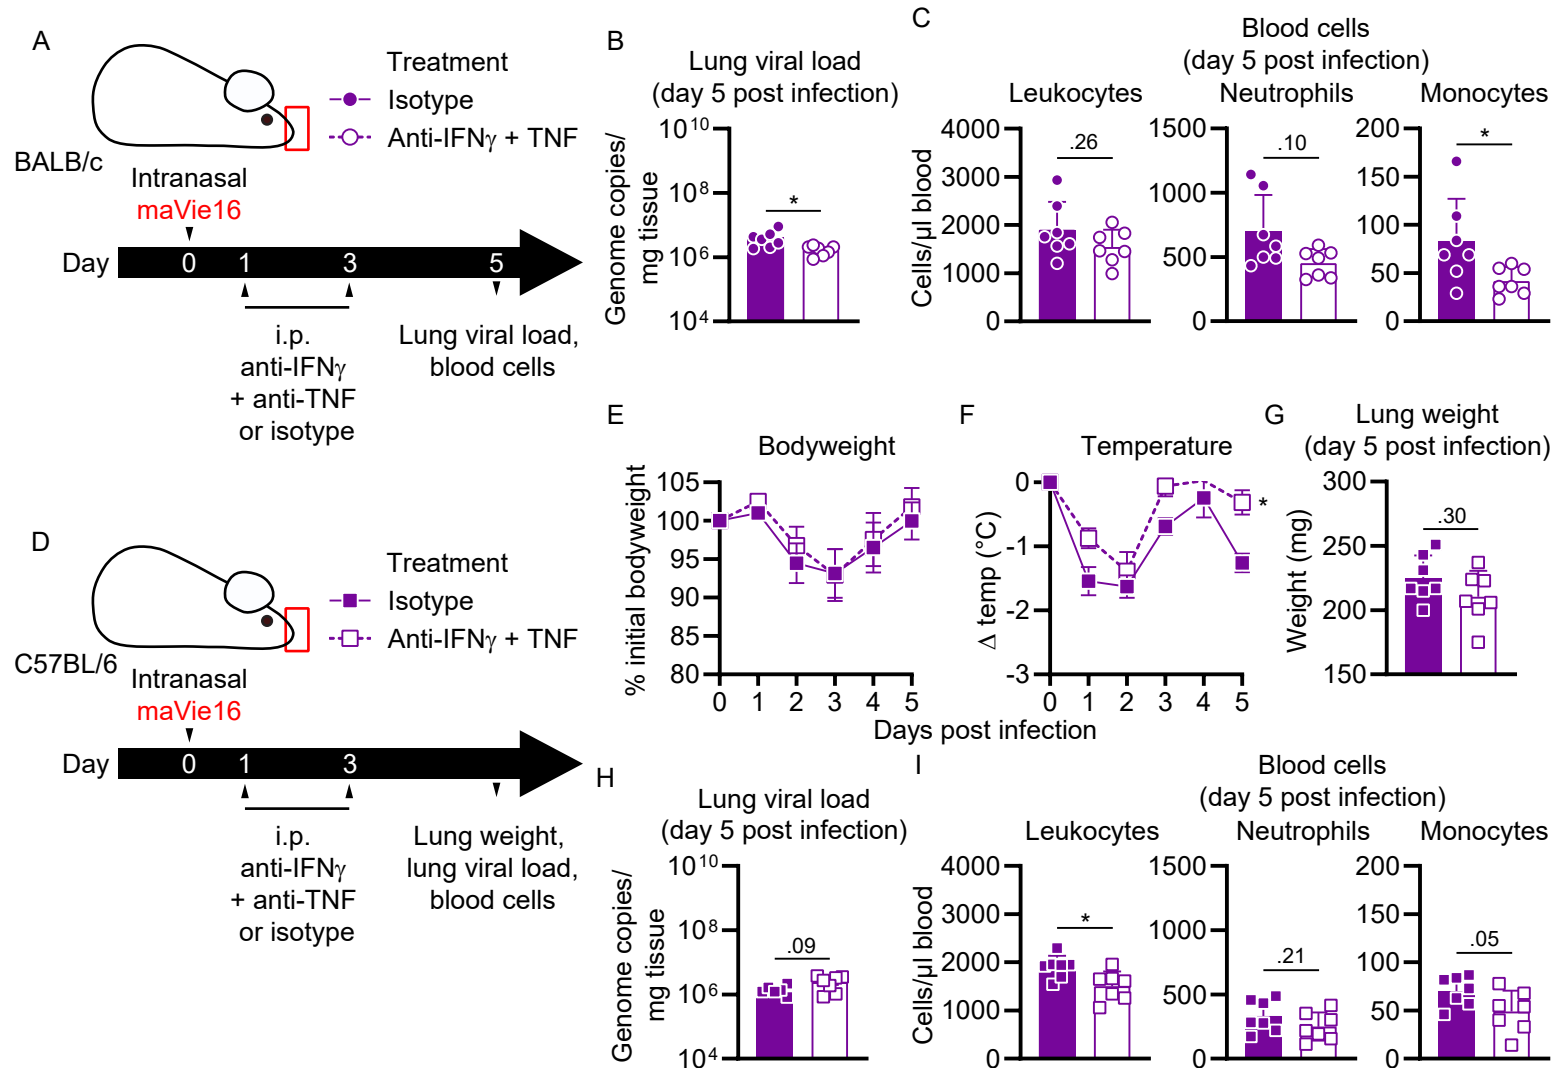 A
Treatment
Isotype
Anti-IFNγ + TNF
BALB/c
Intranasal
maVie16
Day 0 1 3 5
i.p.
anti-IFNγ
+ anti-TNF
or isotype
Lung viral load,
blood cells
B
Lung viral load
(day 5 post infection)
Genome copies/
mg tissue
10^10
10^8
10^6
10^4
*
C
Blood cells
(day 5 post infection)
Leukocytes
Neutrophils
Monocytes
Cells/µl blood
4000
3000
2000
1000
0
.26
1500
1000
500
0
.10
200
150
100
50
0
*
D
Treatment
Isotype
Anti-IFNγ + TNF
C57BL/6
Intranasal
maVie16
Day 0 1 3
i.p.
anti-IFNγ
+ anti-TNF
or isotype
Lung weight,
lung viral load,
blood cells
E
Bodyweight
% initial bodyweight
105
100
95
90
85
80
0 1 2 3 4 5
F
Temperature
Δ temp (°C)
0
-1
-2
-3
*
0 1 2 3 4 5
Days post infection
G
Lung weight
(day 5 post infection)
Weight (mg)
300
250
200
150
.30
H
Lung viral load
(day 5 post infection)
Genome copies/
mg tissue
10^10
10^8
10^6
10^4
.09
I
Blood cells
(day 5 post infection)
Leukocytes
Neutrophils
Monocytes
Cells/µl blood
4000
3000
2000
1000
0
*
1500
1000
500
0
.21
200
150
100
50
0
.05